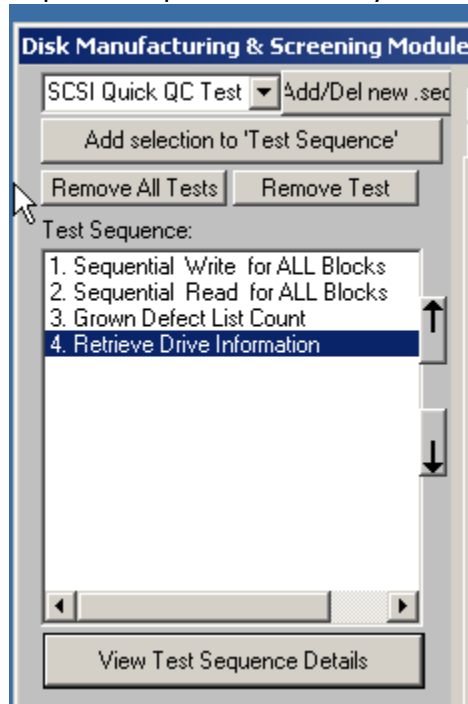 Disk Manufacturing & Screening Module
SCSI Quick QC Test
Add/Del new .seq
Add selection to 'Test Sequence'
Remove All Tests
Remove Test
Test Sequence:
1. Sequential Write for ALL Blocks
2. Sequential Read for ALL Blocks
3. Grown Defect List Count
4. Retrieve Drive Information
View Test Sequence Details